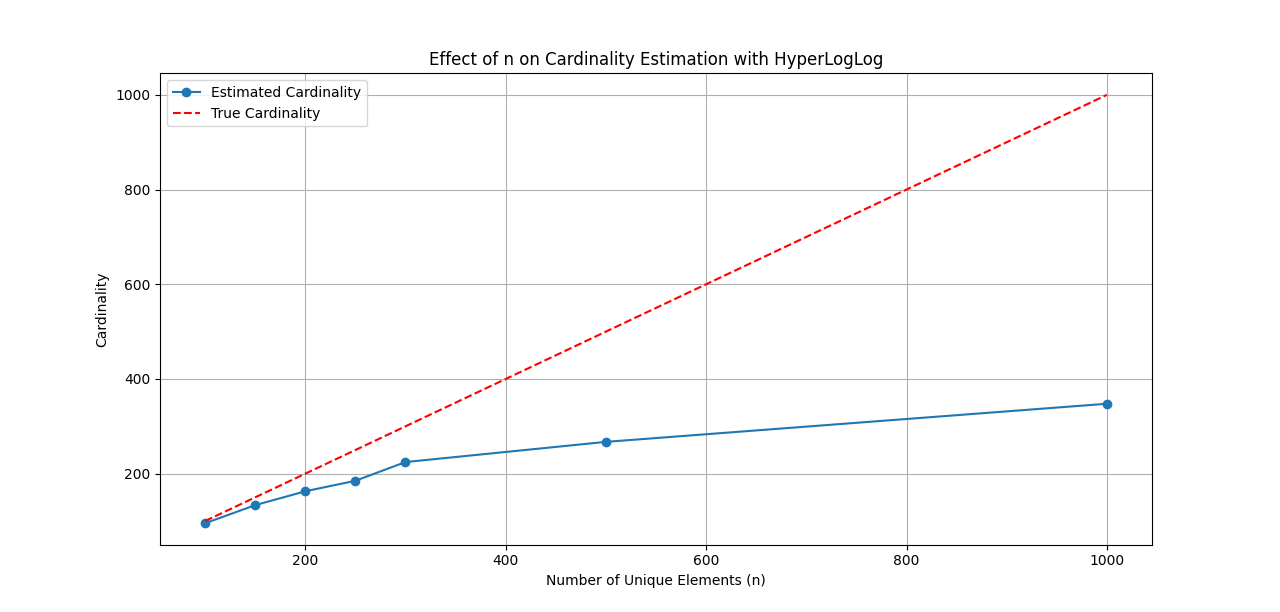 Effect of n on Cardinality Estimation with HyperLogLog
Estimated Cardinality
True Cardinality
1000
800
600
400
200
Cardinality
200 400 600 800 1000
Number of Unique Elements (n)